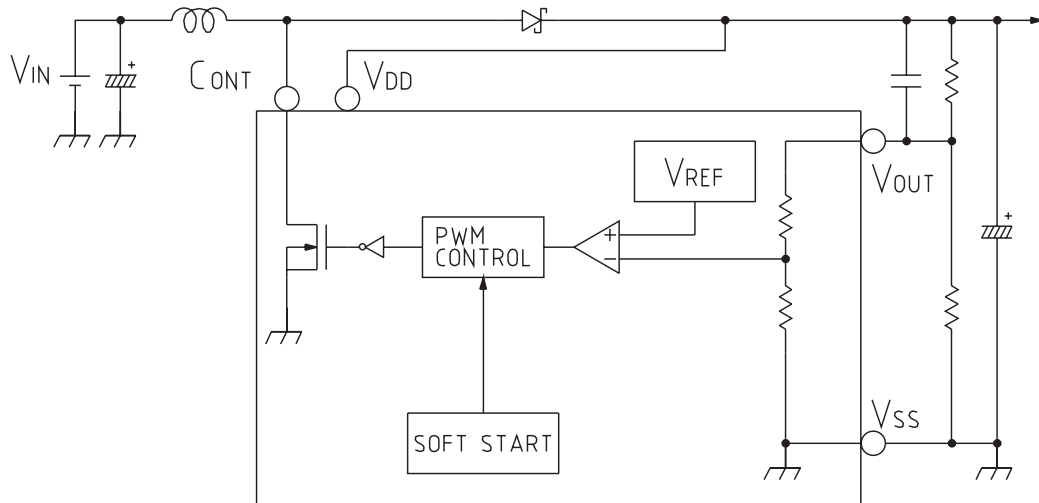 VIN
+
CONT
VDD
VREF
VOUT
+
PWM
CONTROL
+
−
SOFT START
VSS